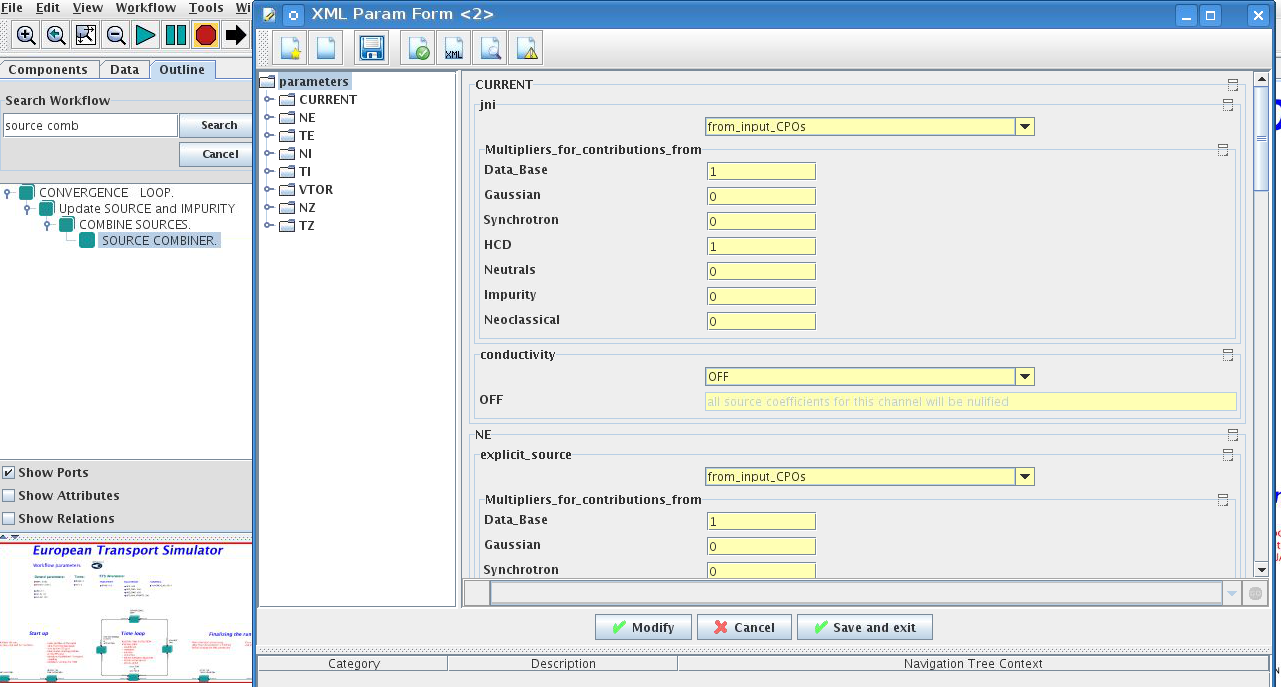 File Edit View Workflow Tools
XML Param Form <2>
Components Data Outline
Search Workflow
source comb Search
Cancel
CONVERGENCE LOOP.
Update SOURCE and IMPURITY
COMBINE SOURCES.
SOURCE COMBINER.
Show Ports
Show Attributes
Show Relations
European Transport Simulator
Workflow parameters
Start up
Time loop
Finalizing the run
XML
parameters
CURRENT
NE
TE
NI
TI
VTOR
NZ
TZ
CURRENT
jni
from_input_CPOs
Multipliers_for_contributions_from
Data_Base 1
Gaussian 0
Synchrotron 0
HCD 1
Neutrals 0
Impurity 0
Neoclassical 0
conductivity
OFF
OFF all source coefficients for this channel will be nullified
NE
explicit_source
from_input_CPOs
Multipliers_for_contributions_from
Data_Base 1
Gaussian 0
Synchrotron 0
Modify Cancel Save and exit
Category Description Navigation Tree Context